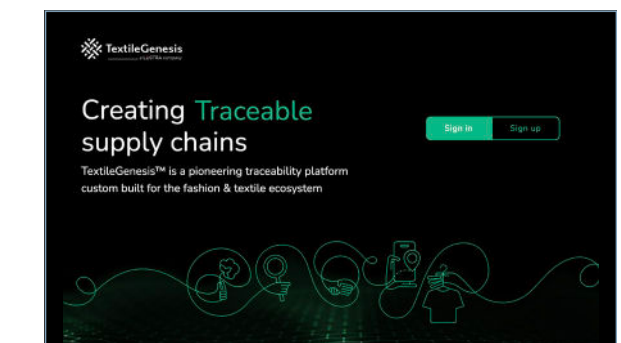 TextileGenesis
Creating Traceable
supply chains
TextileGenesis™ is a pioneering traceability platform
custom built for the fashion & textile ecosystem
Sign in
Sign up